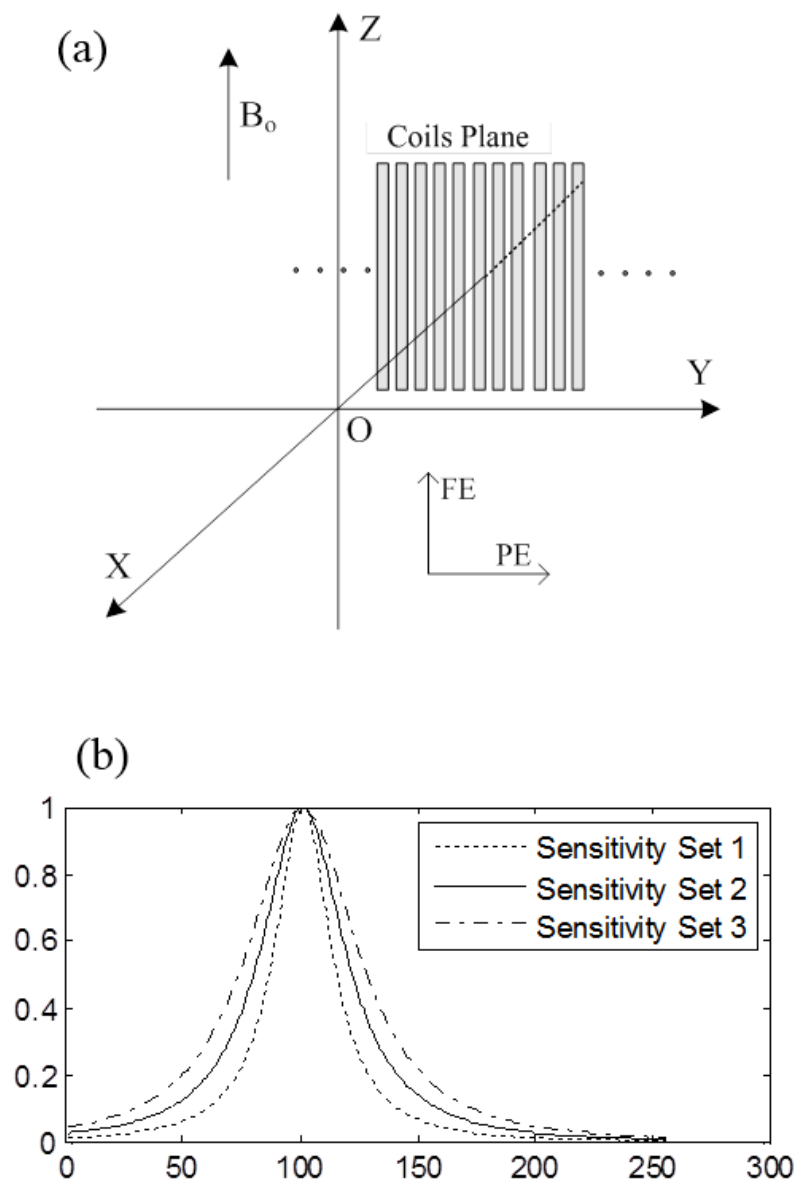 (a)
Z
B₀
Coils Plane
Y
O
FE
PE
X
(b)
1
0.8
0.6
0.4
0.2
0
Sensitivity Set 1
Sensitivity Set 2
Sensitivity Set 3
0 50 100 150 200 250 300